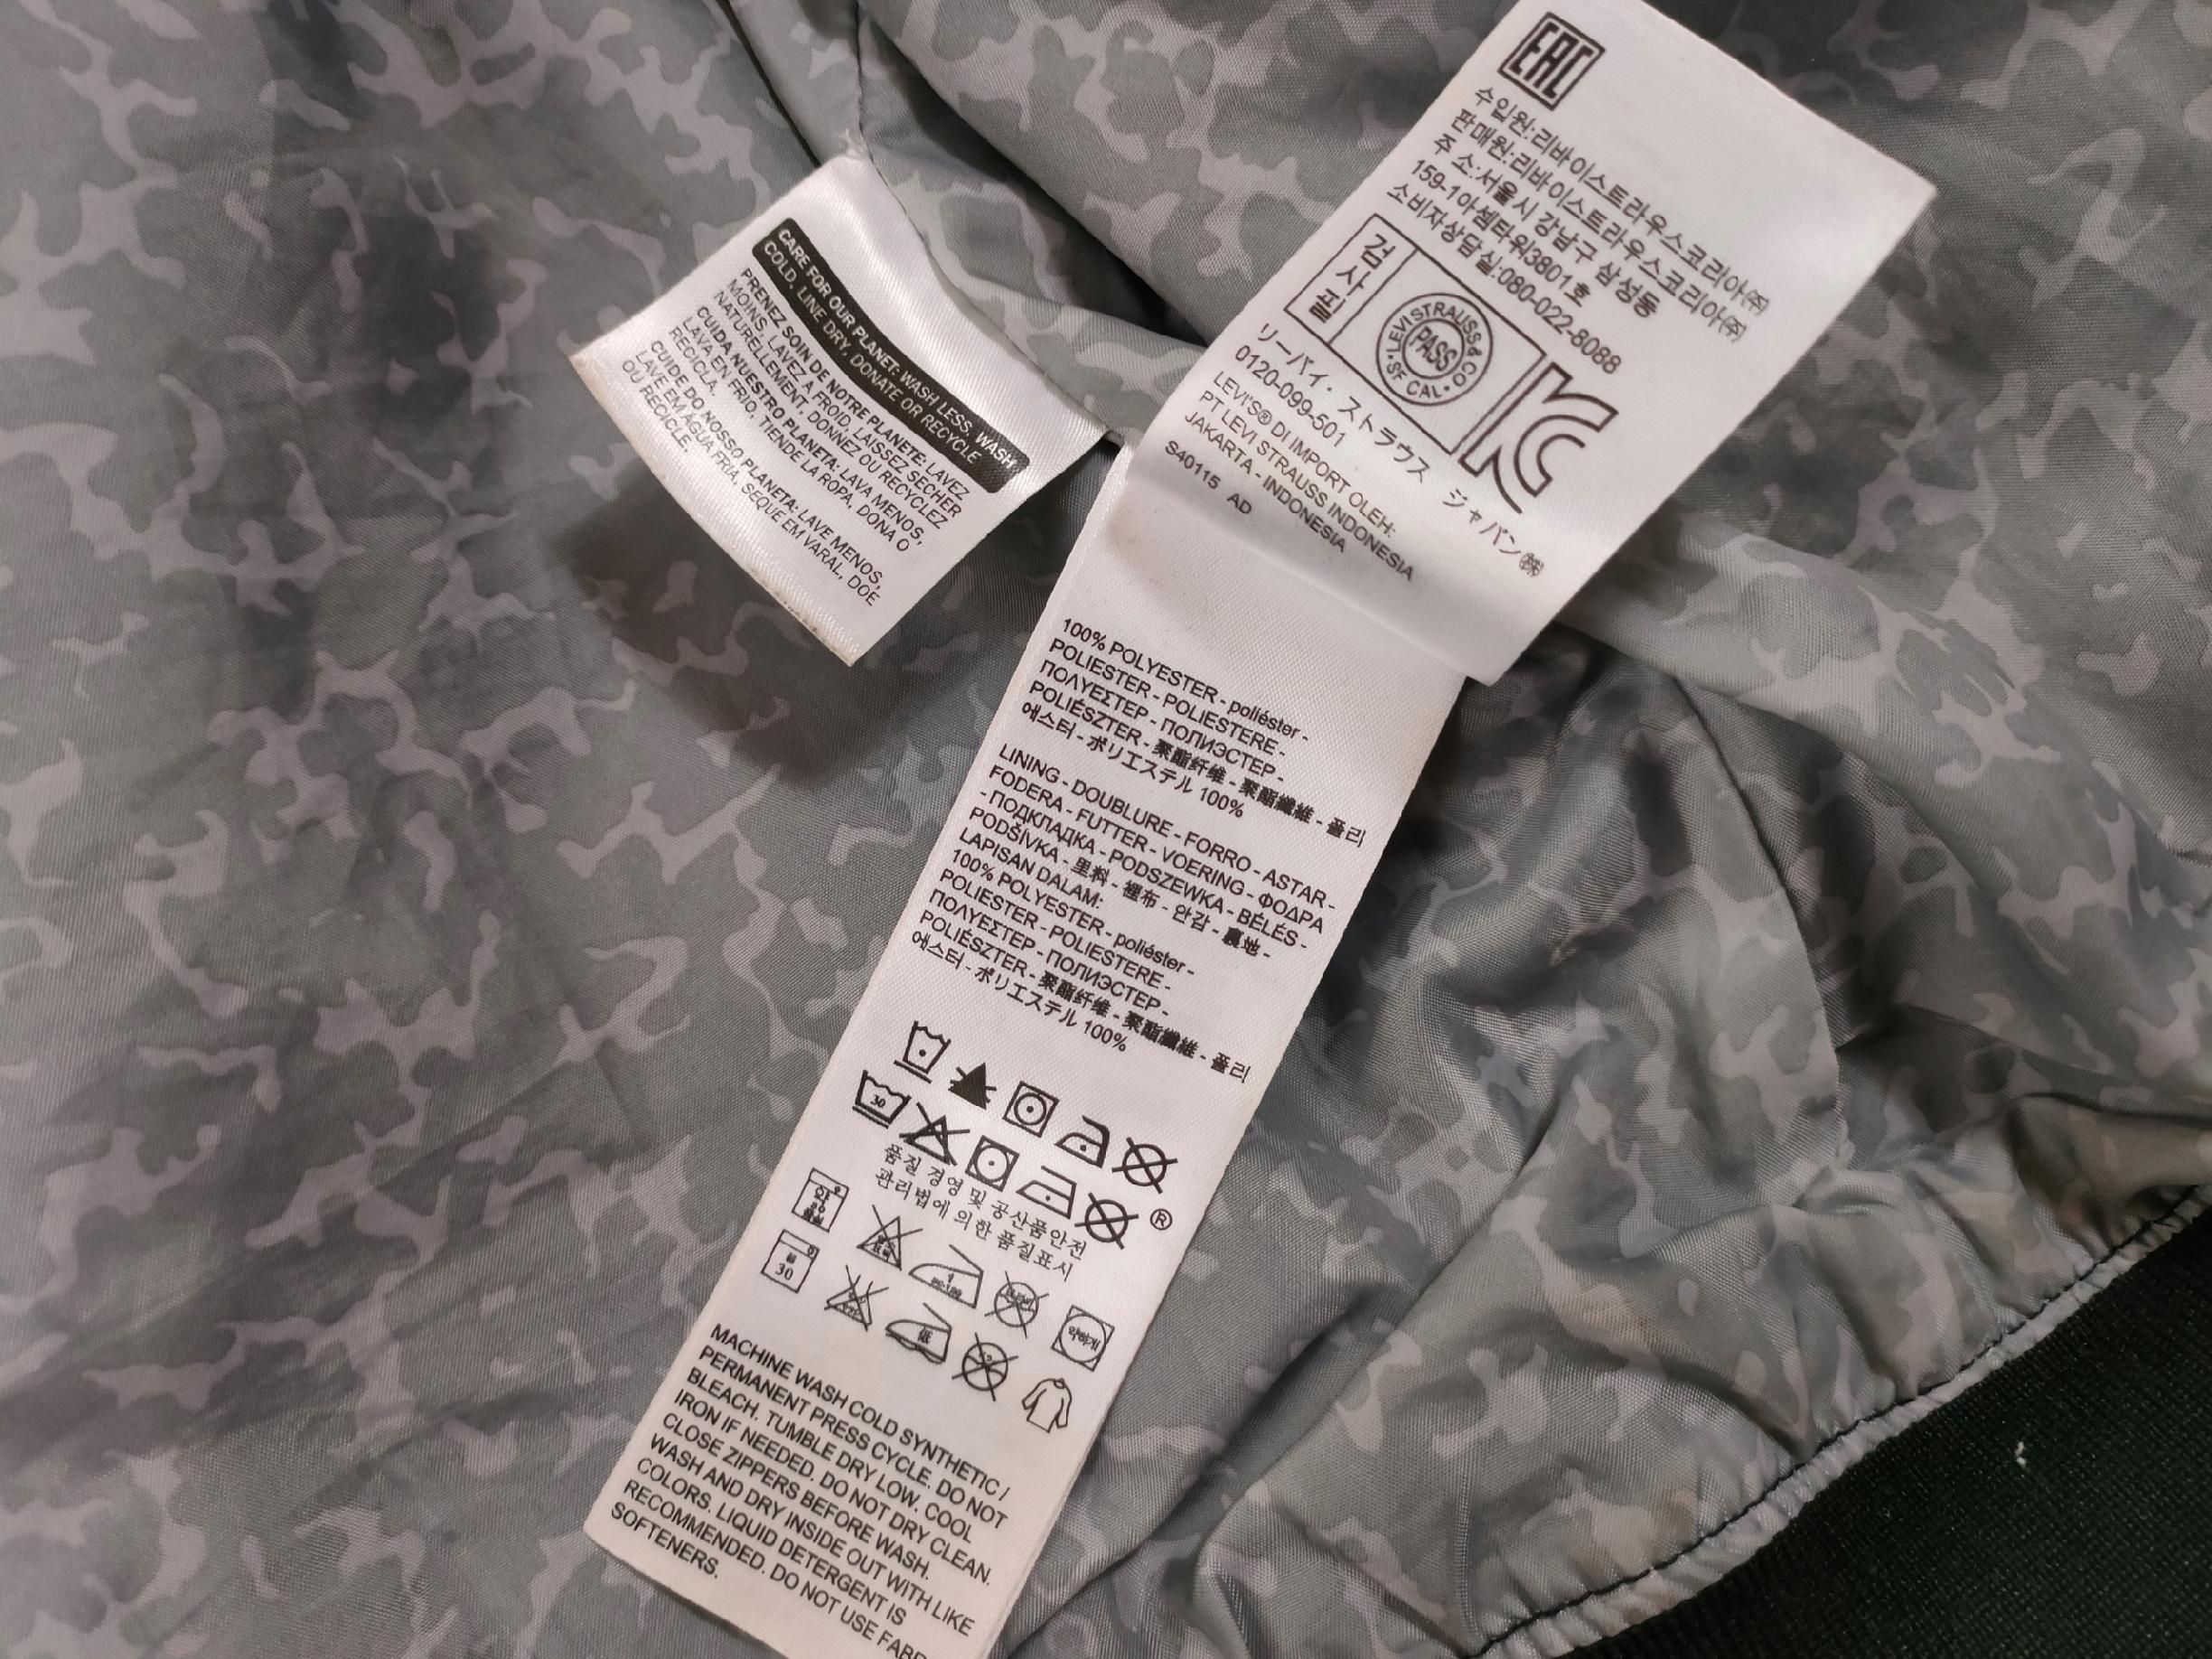 CARE FOR OUR PLANET: WASH LESS, WASH
COLD, LINE DRY, DONATE OR RECYCLE
PRENEZ SOIN DE NOTRE PLANETE: LAVEZ
MOINS, LAVEZ A FROID, LAISSEZ SECHER
NATURELLEMENT, DONNEZ OU RECYCLEZ
CUIDA NUESTRO PLANETA: LAVA MENOS,
LAVA EN FRIO, TIENDE LA ROPA, DONA O
RECICLA.
CUIDE DO NOSSO PLANETA: LAVE MENOS,
LAVE EM ÁGUA FRIA, SEQUE EM VARAL, DOE
OU RECICLE.
EAC
수입원:리바이스트라우스코리아㈜
판매원:리바이스트라우스코리아㈜
주 소:서울시 강남구 삼성동
159-1아셈타워3801호
소비자상담실:080-022-8088
검사필
LEVI STRAUSS & CO
PASS
SF CAL
リーバイ・ストラウス ジャパン㈱
0120-099-501
LEVI'S® DI IMPORT OLEH:
PT LEVI STRAUSS INDONESIA
JAKARTA - INDONESIA
S40115 AD
100% POLYESTER - poliéster -
POLIESTER - POLIESTERE -
ΠΟΛΥΕΣΤΕΡ - ПОЛИЭСТЕР -
POLIÉSZTER - 聚酯纤维 - 聚酯纖維 - 폴리
에스터 - ポリエステル 100%
LINING - DOUBLURE - FORRO - ASTAR -
FODERA - FUTTER - VOERING - ΦΟΔΡΑ
- ПОДКЛАДКА - PODSZEWKA - BÉLÉS -
PODŠÍVKA - 里料 - 裡布 - 안감 - 裏地 -
LAPISAN DALAM:
100% POLYESTER - poliéster -
POLIESTER - POLIESTERE -
ΠΟΛΥΕΣΤΕΡ - ПОЛИЭСТЕР -
POLIÉSZTER - 聚酯纤维 - 聚酯纖維 - 폴리
에스터 - ポリエステル 100%
30
®
품질 경영 및 공산품안전
관리법에 의한 품질표시
약하게
30
低
MACHINE WASH COLD SYNTHETIC /
PERMANENT PRESS CYCLE. DO NOT
BLEACH. TUMBLE DRY LOW. COOL
IRON IF NEEDED. DO NOT DRY CLEAN.
CLOSE ZIPPERS BEFORE WASH.
WASH AND DRY INSIDE OUT WITH LIKE
COLORS. LIQUID DETERGENT IS
RECOMMENDED. DO NOT USE FABR
SOFTENERS.